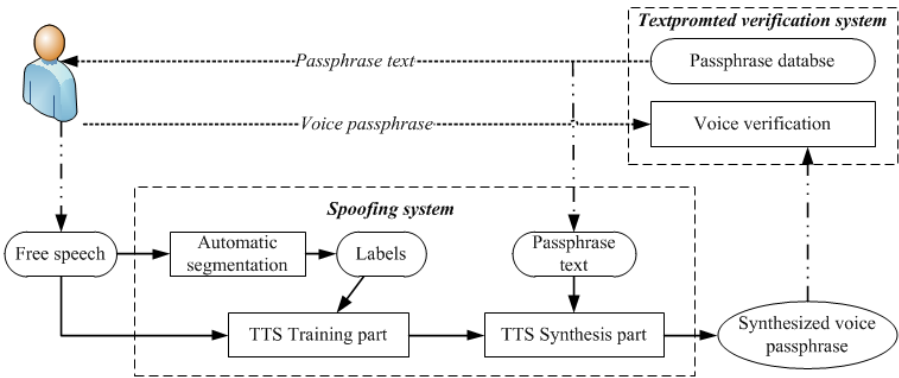 Textpromted verification system
Passphrase text
Passphrase databse
Voice passphrase
Voice verification
Spoofing system
Free speech
Automatic
segmentation
Labels
Passphrase
text
TTS Training part
TTS Synthesis part
Synthesized voice
passphrase